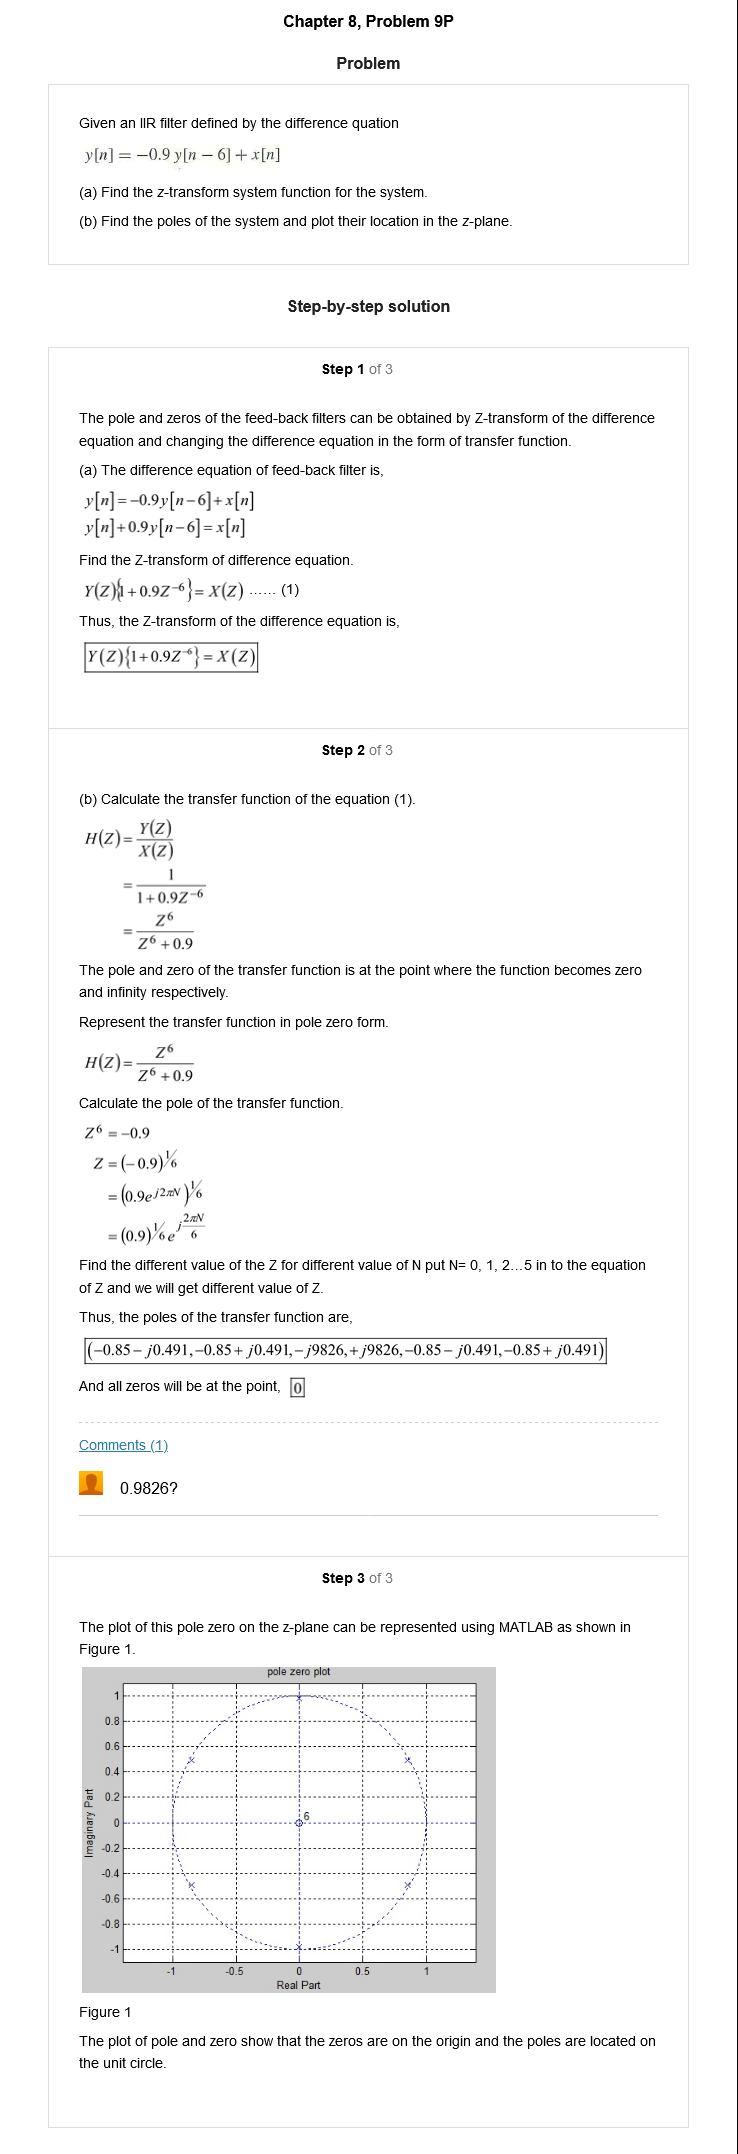 Chapter 8, Problem 9P
Problem
Given an IIR filter defined by the difference quation
y[n] = −0.9 y[n − 6] + x[n]
(a) Find the z-transform system function for the system.
(b) Find the poles of the system and plot their location in the z-plane.
Step-by-step solution
Step 1 of 3
The pole and zeros of the feed-back filters can be obtained by Z-transform of the difference
equation and changing the difference equation in the form of transfer function.
(a) The difference equation of feed-back filter is,
y[n] = −0.9y[n−6] + x[n]
y[n] + 0.9y[n−6] = x[n]
Find the Z-transform of difference equation.
Y(Z){1 + 0.9Z⁻⁶} = X(Z) ...... (1)
Thus, the Z-transform of the difference equation is,
Y(Z){1+0.9Z⁻⁶} = X(Z)
Step 2 of 3
(b) Calculate the transfer function of the equation (1).
H(Z) = Y(Z)/X(Z)
= 1/(1+0.9Z⁻⁶)
= Z⁶/(Z⁶ + 0.9)
The pole and zero of the transfer function is at the point where the function becomes zero
and infinity respectively.
Represent the transfer function in pole zero form.
H(Z) = Z⁶/(Z⁶ + 0.9)
Calculate the pole of the transfer function.
Z⁶ = −0.9
Z = (−0.9)^1/6
= (0.9e^j2πN)^1/6
= (0.9)^1/6 e^j2πN/6
Find the different value of the Z for different value of N put N= 0, 1, 2…5 in to the equation
of Z and we will get different value of Z.
Thus, the poles of the transfer function are,
(−0.85 − j0.491, −0.85 + j0.491, − j9826, + j9826, −0.85 − j0.491, −0.85 + j0.491)
And all zeros will be at the point, 0
Comments (1)
0.9826?
Step 3 of 3
The plot of this pole zero on the z-plane can be represented using MATLAB as shown in
Figure 1.
pole zero plot
1
0.8
0.6
0.4
0.2
0
-0.2
-0.4
-0.6
-0.8
-1
Imaginary Part
6
-1 -0.5 0 0.5 1
Real Part
Figure 1
The plot of pole and zero show that the zeros are on the origin and the poles are located on
the unit circle.